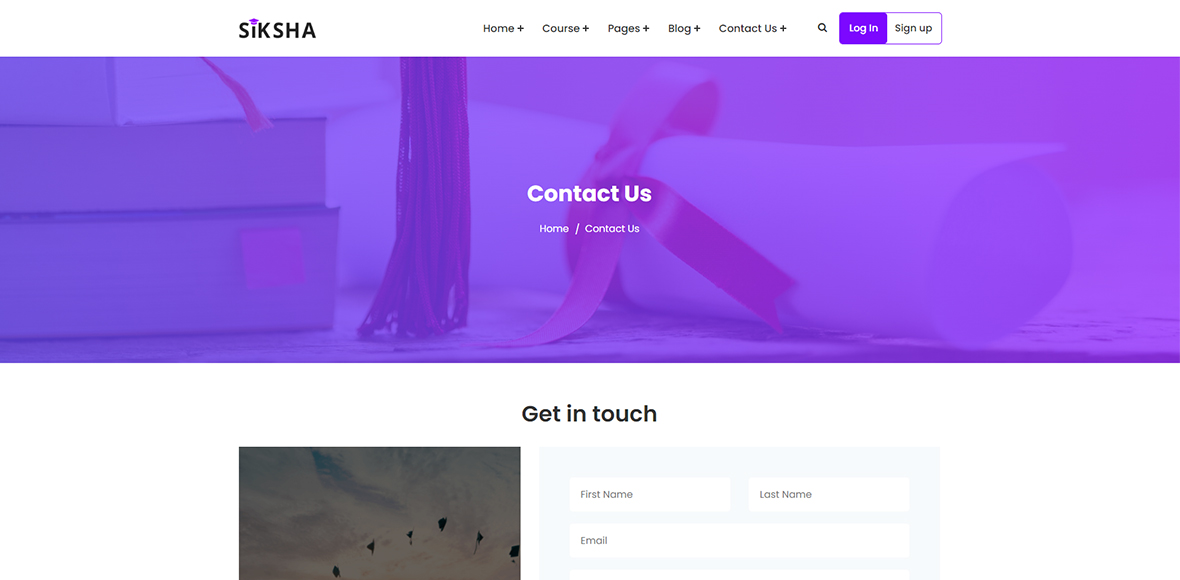 SiKSHA
Home + Course + Pages + Blog + Contact Us + Log In Sign up
Contact Us
Home / Contact Us
Get in touch
First Name Last Name
Email